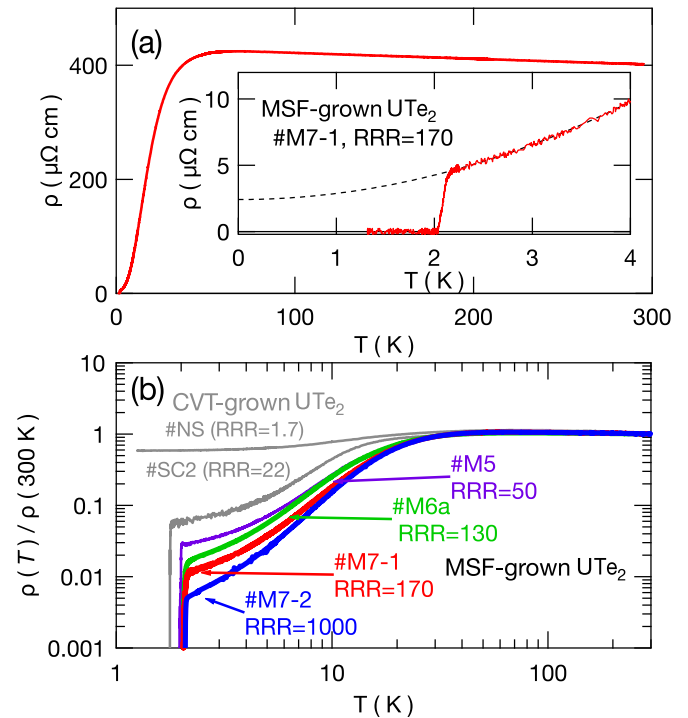 (a)
400
200
0
ρ ( μΩ cm)
0
100
200
300
T ( K )
MSF-grown UTe₂
#M7-1, RRR=170
10
5
0
ρ ( μΩ cm)
0
1
2
3
4
T ( K )
(b)
10
1
0.1
0.01
0.001
ρ (T) / ρ (300 K)
CVT-grown UTe₂
#NS (RRR=1.7)
#SC2 (RRR=22)
#M5
RRR=50
#M6a
RRR=130
#M7-1
RRR=170
MSF-grown UTe₂
#M7-2
RRR=1000
1
10
100
T ( K )